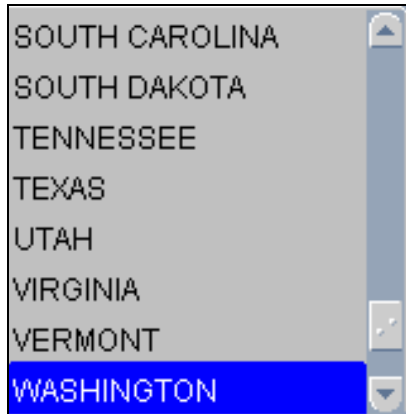 SOUTH CAROLINA
SOUTH DAKOTA
TENNESSEE
TEXAS
UTAH
VIRGINIA
VERMONT
WASHINGTON